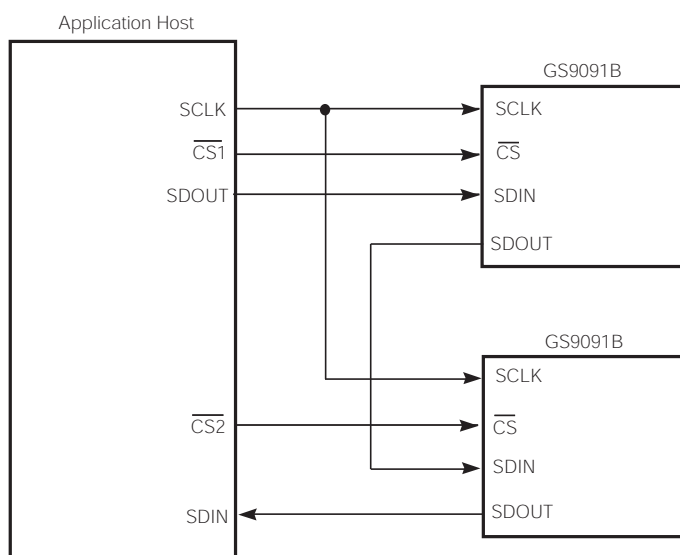 Application Host
GS9091B
SCLK
SCLK
CS1
CS
SDOUT
SDIN
SDOUT
GS9091B
SCLK
CS2
CS
SDIN
SDIN
SDOUT